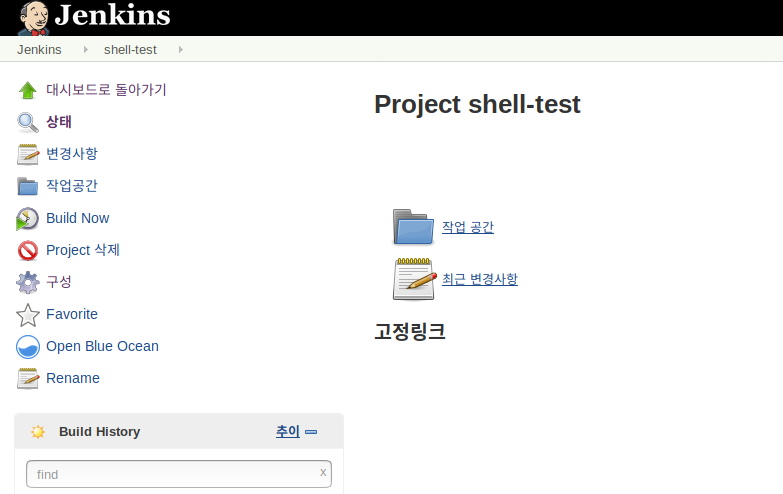 Jenkins
Jenkins
shell-test
대시보드로 돌아가기
상태
변경사항
작업공간
Build Now
Project 삭제
구성
Favorite
Open Blue Ocean
Rename
Build History
추이
find
x
Project shell-test
작업 공간
최근 변경사항
고정링크